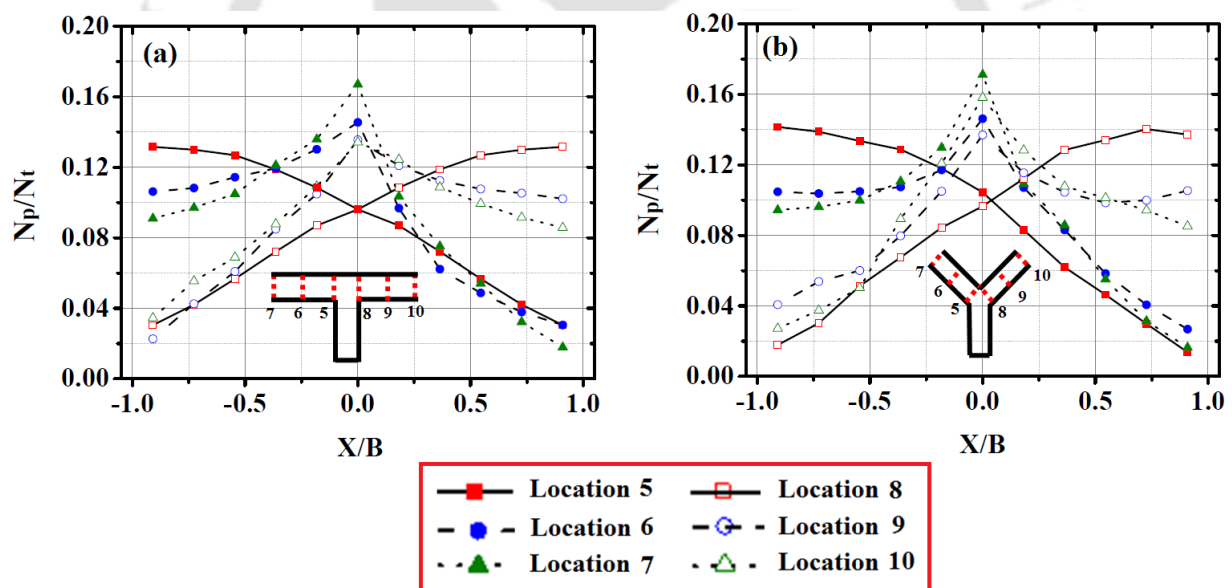 (a)
0.20
0.16
0.12
0.08
0.04
0.00
Np/Nt
-1.0 -0.5 0.0 0.5 1.0
X/B
7 6 5 8 9 10
(b)
0.20
0.16
0.12
0.08
0.04
0.00
Np/Nt
-1.0 -0.5 0.0 0.5 1.0
X/B
7 10
6 9
5 8
Location 5 Location 8
Location 6 Location 9
Location 7 Location 10